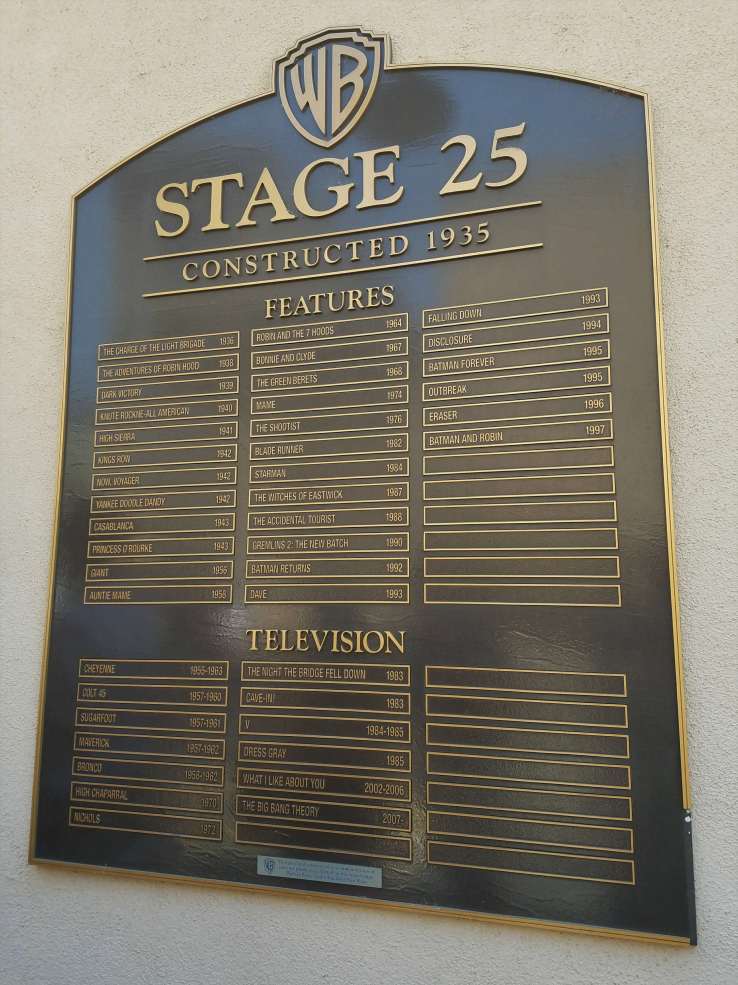 WB
STAGE 25
CONSTRUCTED 1935
FEATURES
THE CHARGE OF THE LIGHT BRIGADE 1936
THE ADVENTURES OF ROBIN HOOD 1938
DARK VICTORY 1939
KNUTE ROCKNE-ALL AMERICAN 1940
HIGH SIERRA 1941
KINGS ROW 1942
NOW, VOYAGER 1942
YANKEE DOODLE DANDY 1942
CASABLANCA 1943
PRINCESS O'ROURKE 1943
GIANT 1956
AUNTIE MAME 1958
ROBIN AND THE 7 HOODS 1964
BONNIE AND CLYDE 1967
THE GREEN BERETS 1968
MAME 1974
THE SHOOTIST 1976
BLADE RUNNER 1982
STARMAN 1984
THE WITCHES OF EASTWICK 1987
THE ACCIDENTAL TOURIST 1988
GREMLINS 2: THE NEW BATCH 1990
BATMAN RETURNS 1992
DAVE 1993
FALLING DOWN 1993
DISCLOSURE 1994
BATMAN FOREVER 1995
OUTBREAK 1995
ERASER 1996
BATMAN AND ROBIN 1997
TELEVISION
CHEYENNE 1955-1963
COLT 45 1957-1960
SUGARFOOT 1957-1961
MAVERICK 1957-1962
BRONCO 1958-1962
HIGH CHAPARRAL 1970
NICHOLS 1972
THE NIGHT THE BRIDGE FELL DOWN 1983
CAVE-IN! 1983
V 1984-1985
DRESS GRAY 1985
WHAT I LIKE ABOUT YOU 2002-2006
THE BIG BANG THEORY 2007-
WB